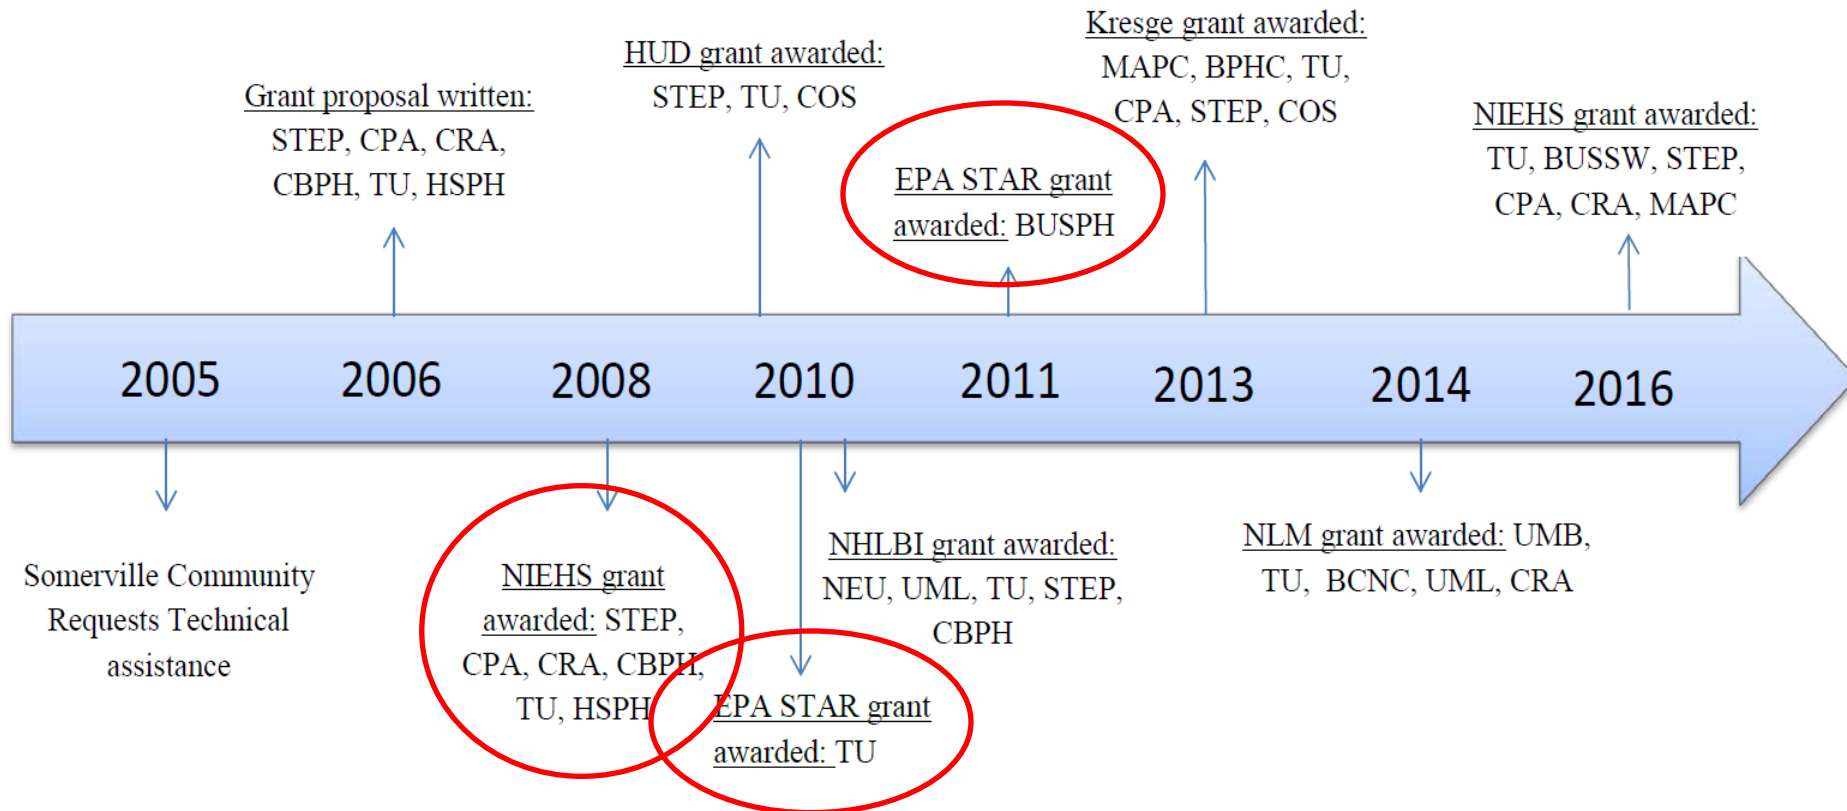 Grant proposal written:
STEP, CPA, CRA,
CBPH, TU, HSPH
HUD grant awarded:
STEP, TU, COS
EPA STAR grant
awarded: BUSPH
Kresge grant awarded:
MAPC, BPHC, TU,
CPA, STEP, COS
NIEHS grant awarded:
TU, BUSSW, STEP,
CPA, CRA, MAPC
2005
2006
2008
2010
2011
2013
2014
2016
Somerville Community
Requests Technical
assistance
NIEHS grant
awarded: STEP,
CPA, CRA, CBPH,
TU, HSPH
EPA STAR grant
awarded: TU
NHLBI grant awarded:
NEU, UML, TU, STEP,
CBPH
NLM grant awarded: UMB,
TU, BCNC, UML, CRA